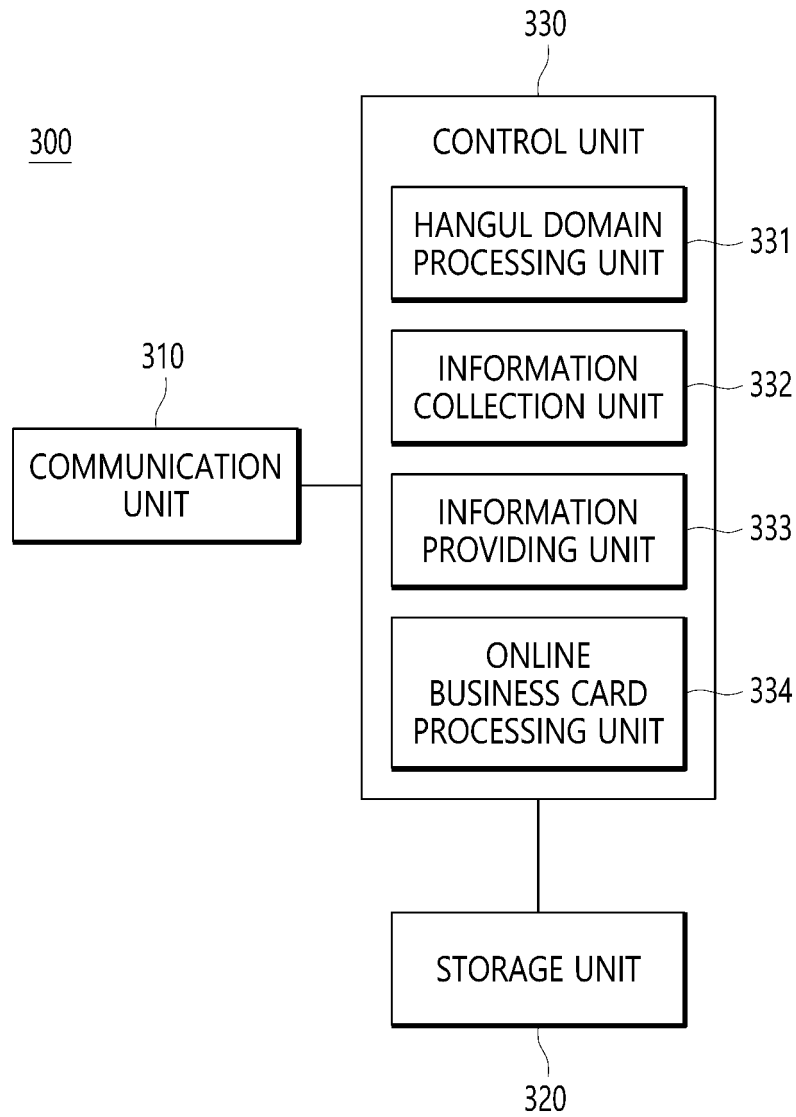 330
300
CONTROL UNIT
HANGUL DOMAIN
PROCESSING UNIT
331
INFORMATION
COLLECTION UNIT
332
310
COMMUNICATION
UNIT
INFORMATION
PROVIDING UNIT
333
ONLINE
BUSINESS CARD
PROCESSING UNIT
334
STORAGE UNIT
320